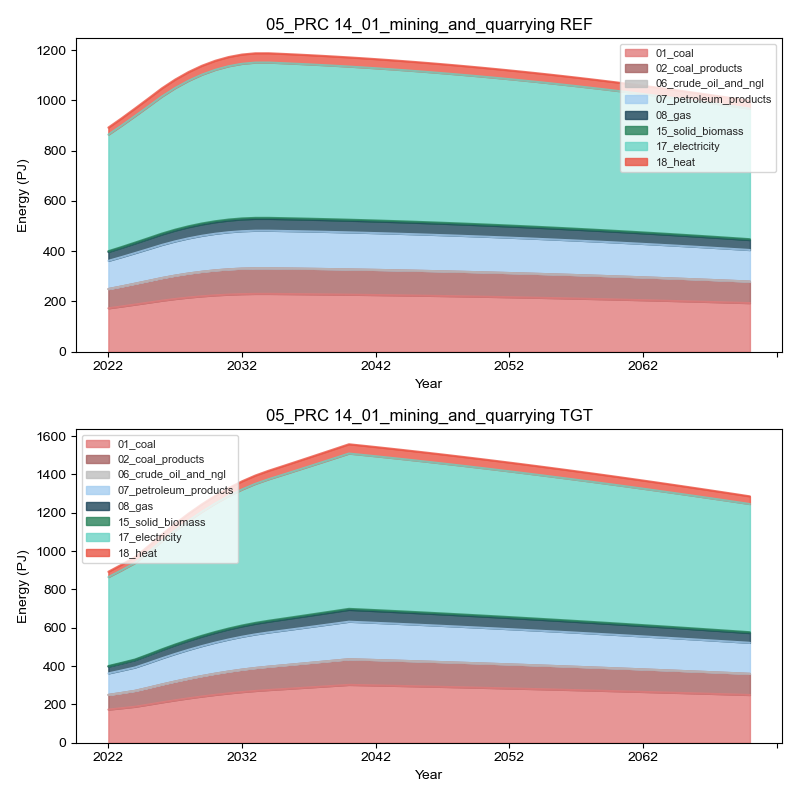 05_PRC 14_01_mining_and_quarrying REF
1200
1000
800
600
400
200
0
Energy (PJ)
01_coal
02_coal_products
06_crude_oil_and_ngl
07_petroleum_products
08_gas
15_solid_biomass
17_electricity
18_heat
2022
2032
2042
2052
2062
Year
05_PRC 14_01_mining_and_quarrying TGT
1600
1400
1200
1000
800
600
400
200
0
Energy (PJ)
01_coal
02_coal_products
06_crude_oil_and_ngl
07_petroleum_products
08_gas
15_solid_biomass
17_electricity
18_heat
2022
2032
2042
2052
2062
Year